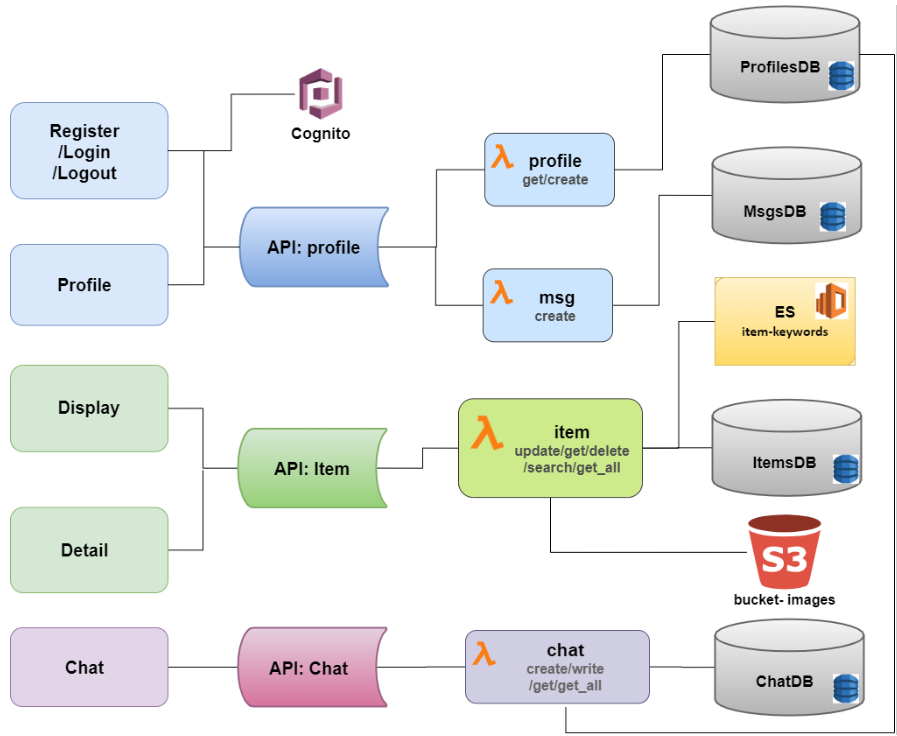 ProfilesDB
Register
/Login
/Logout
Cognito
profile
get/create
MsgsDB
API: profile
Profile
msg
create
ES
item-keywords
Display
item
update/get/delete
/search/get_all
API: Item
ItemsDB
Detail
S3
bucket- images
Chat
API: Chat
chat
create/write
/get/get_all
ChatDB